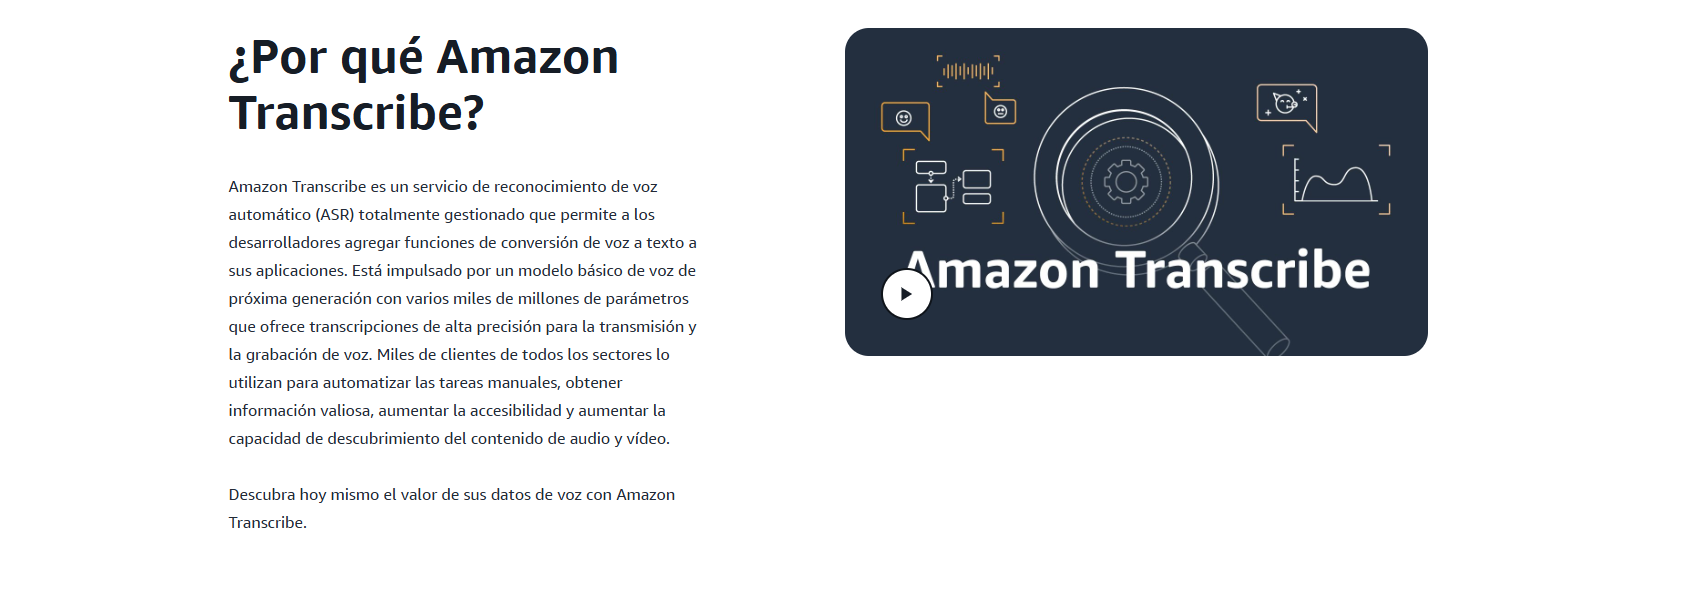 ¿Por qué Amazon
Transcribe?
Amazon Transcribe es un servicio de reconocimiento de voz
automático (ASR) totalmente gestionado que permite a los
desarrolladores agregar funciones de conversión de voz a texto a
sus aplicaciones. Está impulsado por un modelo básico de voz de
próxima generación con varios miles de millones de parámetros
que ofrece transcripciones de alta precisión para la transmisión y
la grabación de voz. Miles de clientes de todos los sectores lo
utilizan para automatizar las tareas manuales, obtener
información valiosa, aumentar la accesibilidad y aumentar la
capacidad de descubrimiento del contenido de audio y vídeo.
Descubra hoy mismo el valor de sus datos de voz con Amazon
Transcribe.
Amazon Transcribe